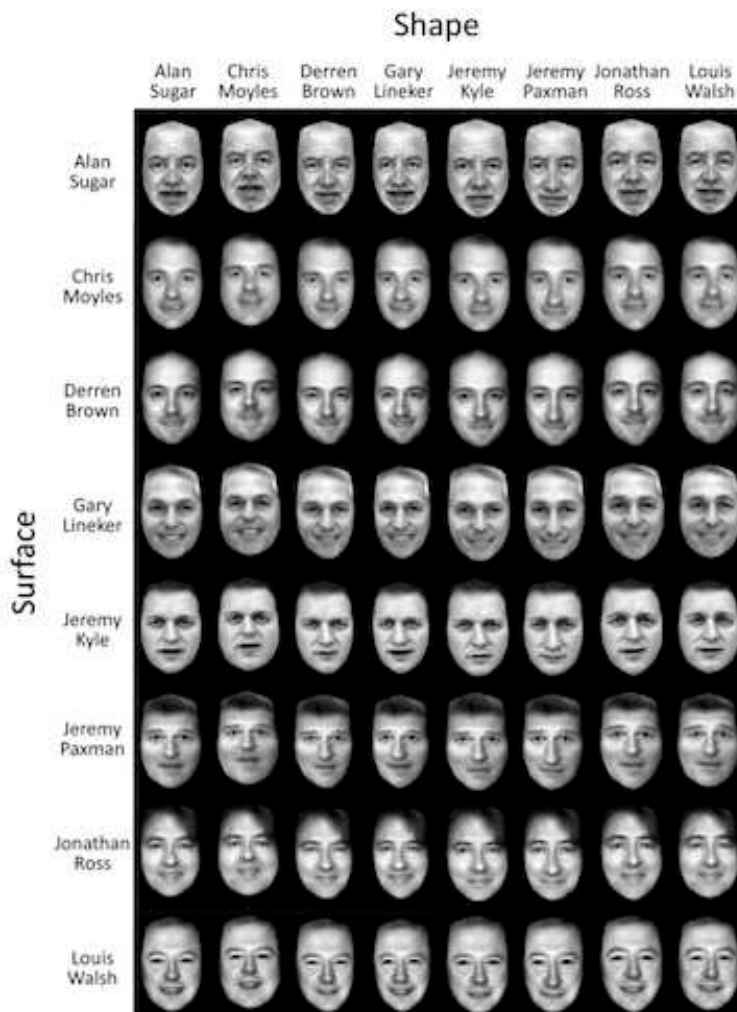 Shape
Alan Chris Derren Gary Jeremy Jeremy Jonathan Louis
Sugar Moyles Brown Lineker Kyle Paxman Ross Walsh
Alan
Sugar
Chris
Moyles
Derren
Brown
Gary
Lineker
Surface
Jeremy
Kyle
Jeremy
Paxman
Jonathan
Ross
Louis
Walsh